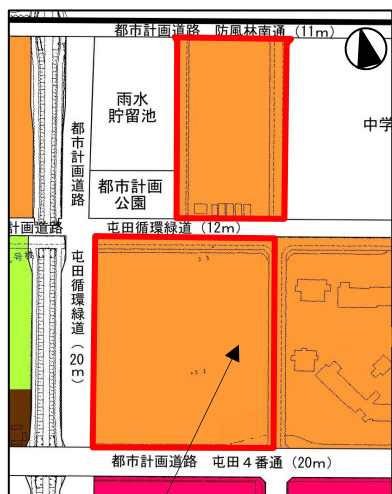 都市計画道路 防風林南通(11m)
雨水
貯留池
中学
都市計画道路
都市計画
公園
計画道路
屯田循環緑道(12m)
号橋
屯田循環緑道(20m)
都市計画道路 屯田4番通(20m)